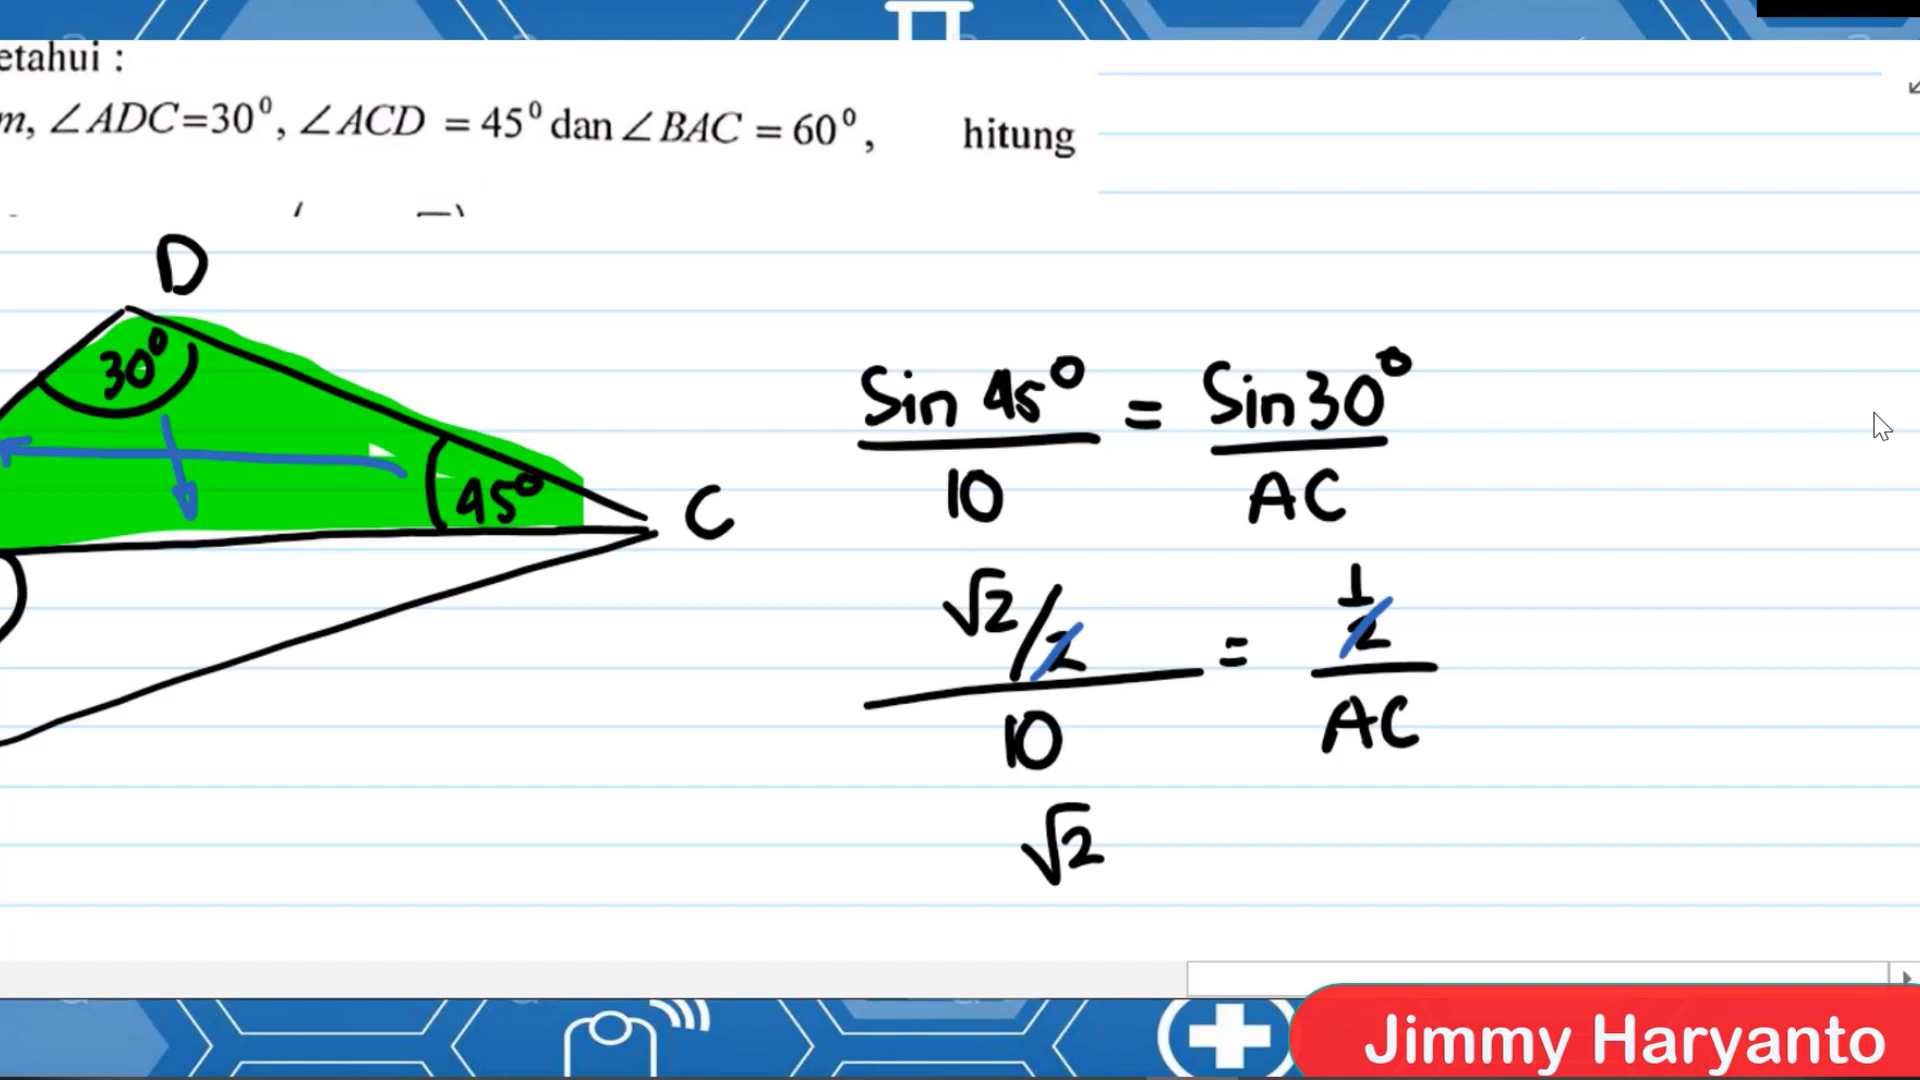 etahui :
m, ∠ADC=30⁰, ∠ACD = 45⁰ dan ∠BAC = 60⁰, hitung
D
30⁰
45⁰
C
Sin 45⁰ = Sin 30⁰
10 AC
√2/2 = 1/2
10 AC
√2
Jimmy Haryanto